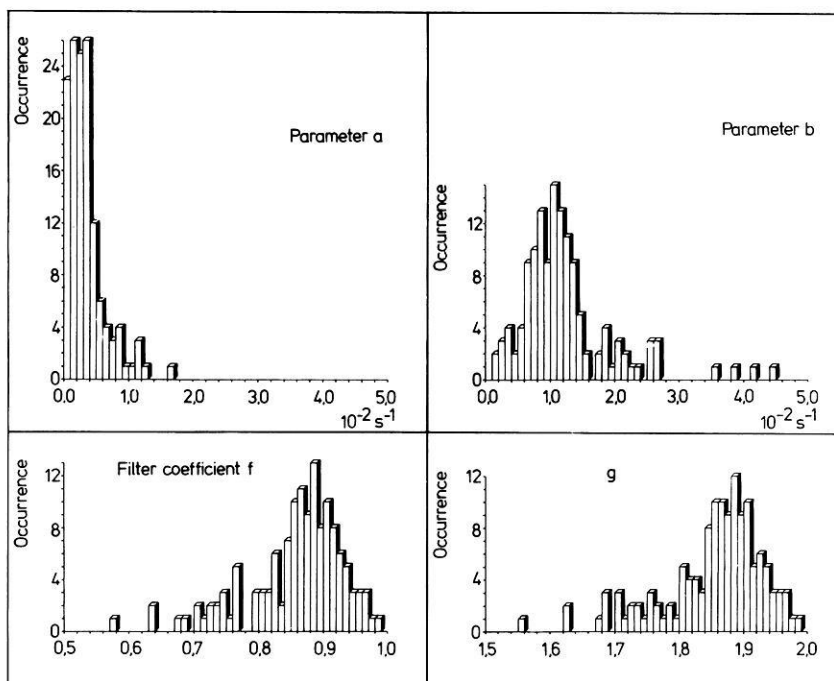 Occurrence
24
20
16
12
8
4
0
0,0 1,0 2,0 3,0 4,0 5,0
10⁻² s⁻¹
Parameter a
Occurrence
12
8
4
0
0,0 1,0 2,0 3,0 4,0 5,0
10⁻² s⁻¹
Parameter b
Occurrence
12
8
4
0
0,5 0,6 0,7 0,8 0,9 1,0
Filter coefficient f
Occurrence
12
8
4
0
1,5 1,6 1,7 1,8 1,9 2,0
g